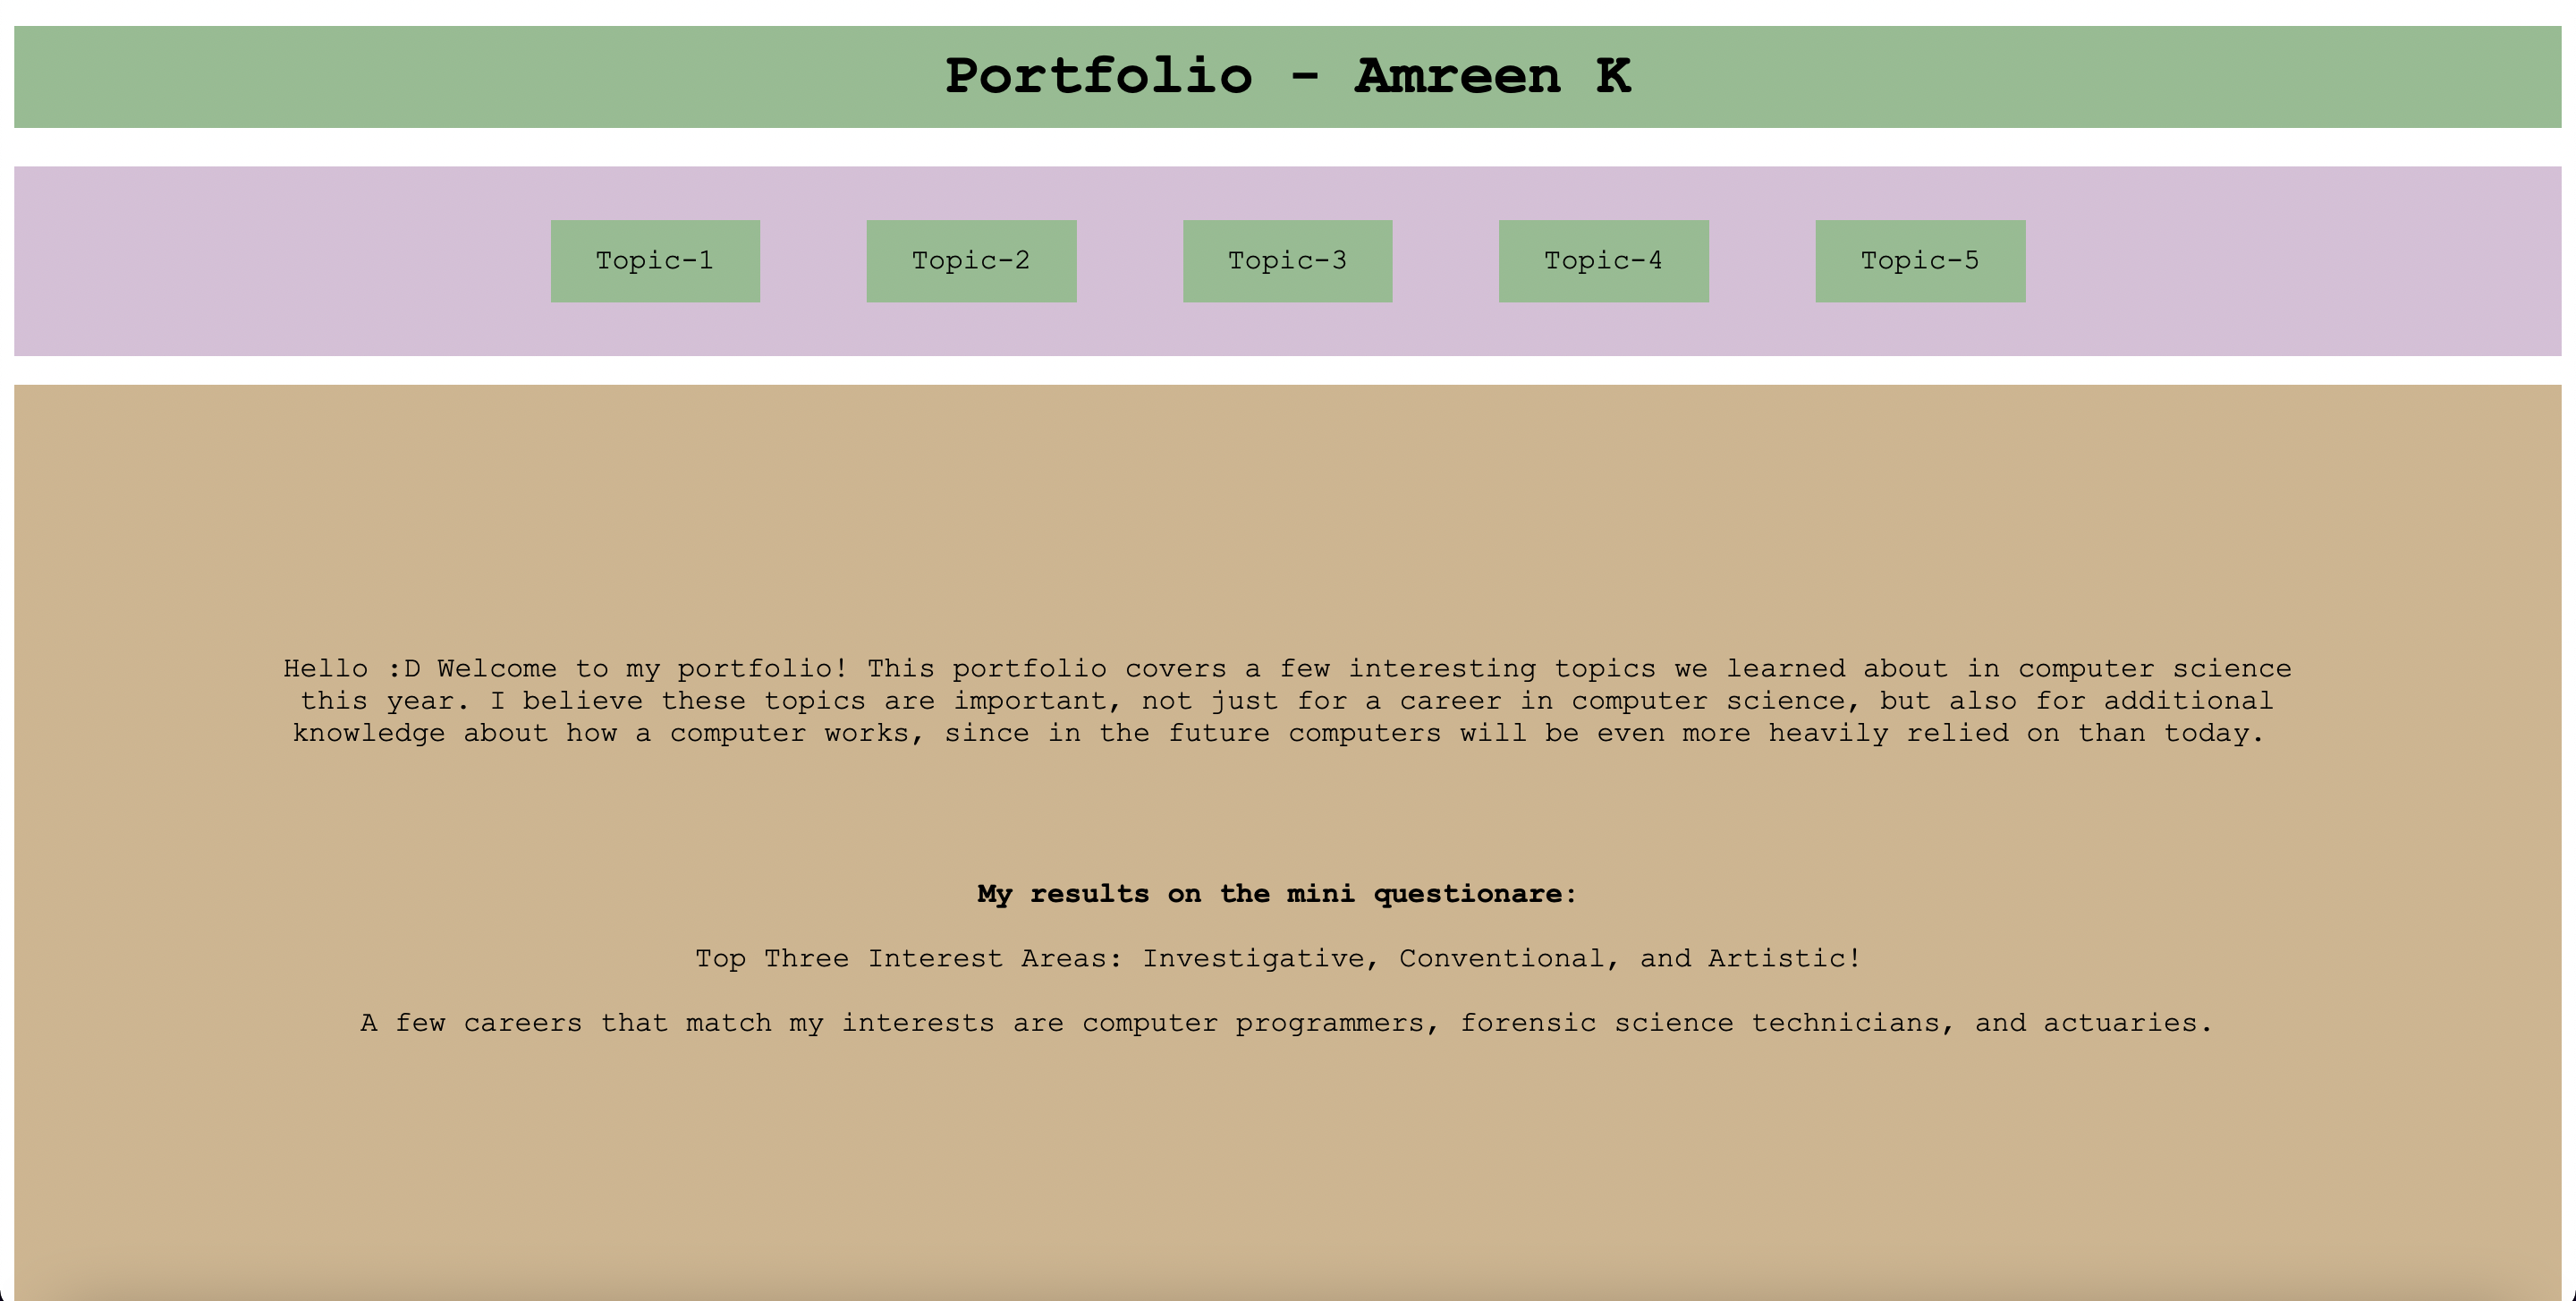 Portfolio - Amreen K
Topic-1 Topic-2 Topic-3 Topic-4 Topic-5
Hello :D Welcome to my portfolio! This portfolio covers a few interesting topics we learned about in computer science
this year. I believe these topics are important, not just for a career in computer science, but also for additional
knowledge about how a computer works, since in the future computers will be even more heavily relied on than today.
My results on the mini questionare:
Top Three Interest Areas: Investigative, Conventional, and Artistic!
A few careers that match my interests are computer programmers, forensic science technicians, and actuaries.